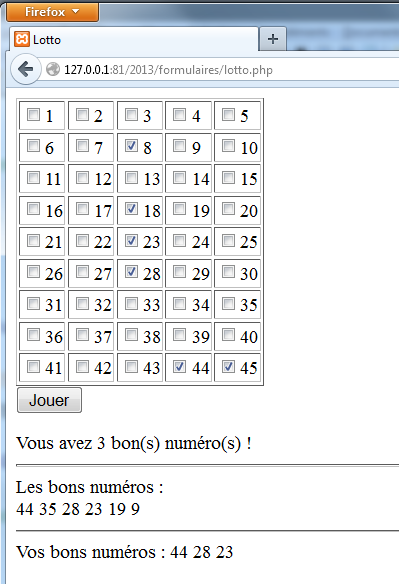 Firefox
Lotto
127.0.0.1:81/2013/formulaires/lotto.php
1 2 3 4 5
6 7 8 9 10
11 12 13 14 15
16 17 18 19 20
21 22 23 24 25
26 27 28 29 30
31 32 33 34 35
36 37 38 39 40
41 42 43 44 45
Jouer
Vous avez 3 bon(s) numéro(s) !
Les bons numéros :
44 35 28 23 19 9
Vos bons numéros : 44 28 23